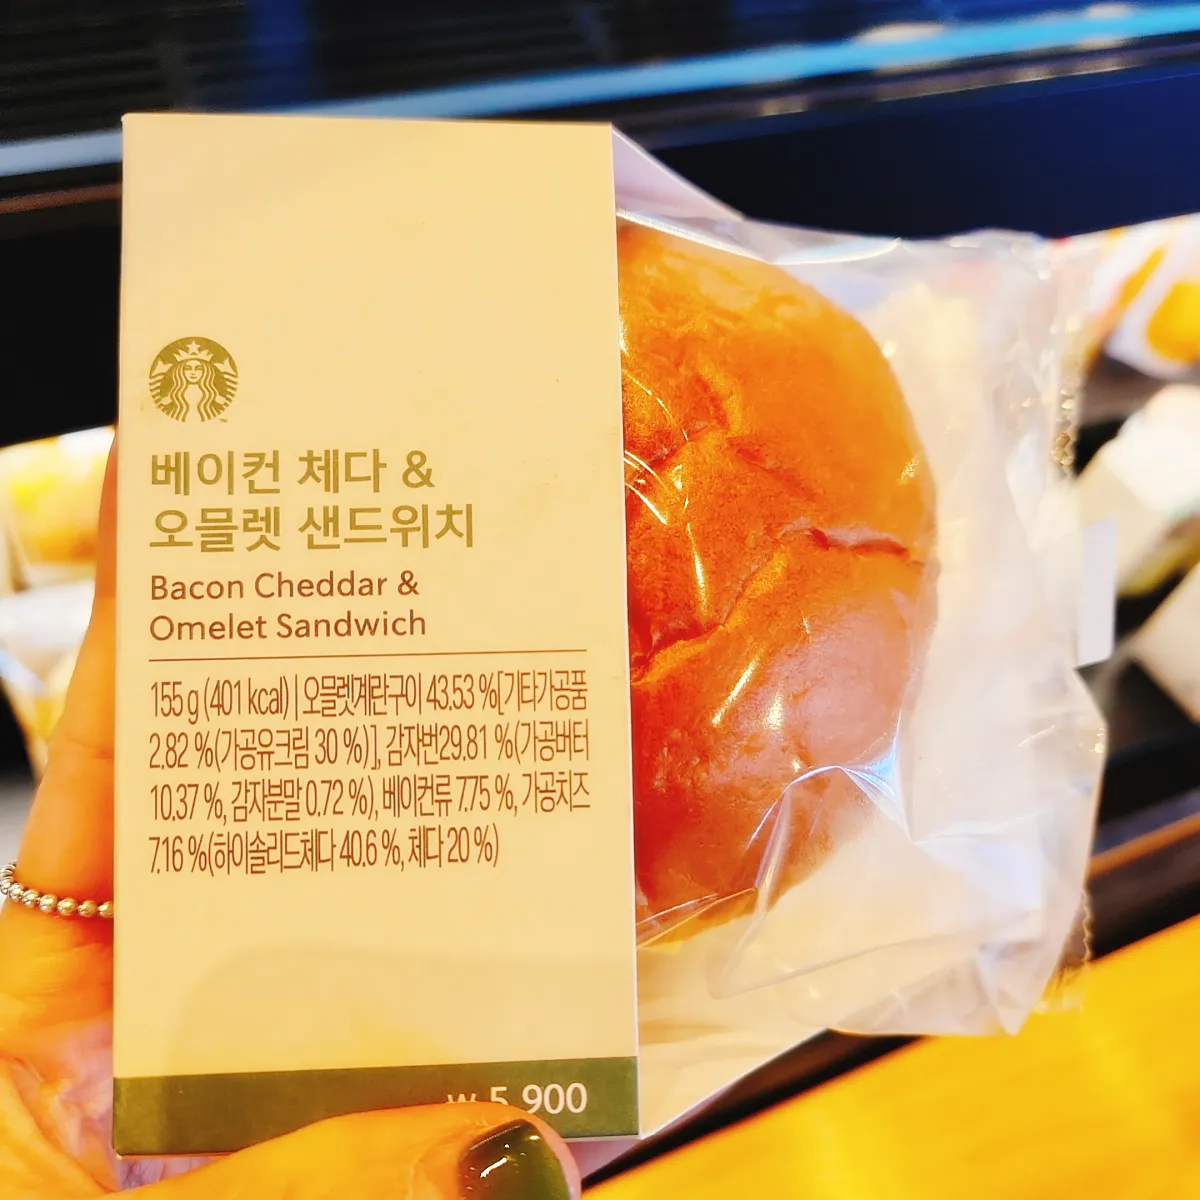 베이컨 체다 &
오믈렛 샌드위치
Bacon Cheddar &
Omelet Sandwich
155 g (401 kcal) | 오믈렛계란구이 43.53 %[기타가공품
2.82 %(가공유크림 30 %)], 감자번29.81 %(가공버터
10.37 %, 감자분말 0.72 %), 베이컨류 7.75 %, 가공치즈
7.16 %(하이솔리드체다 40.6 %, 체다 20 %)
₩ 5,900